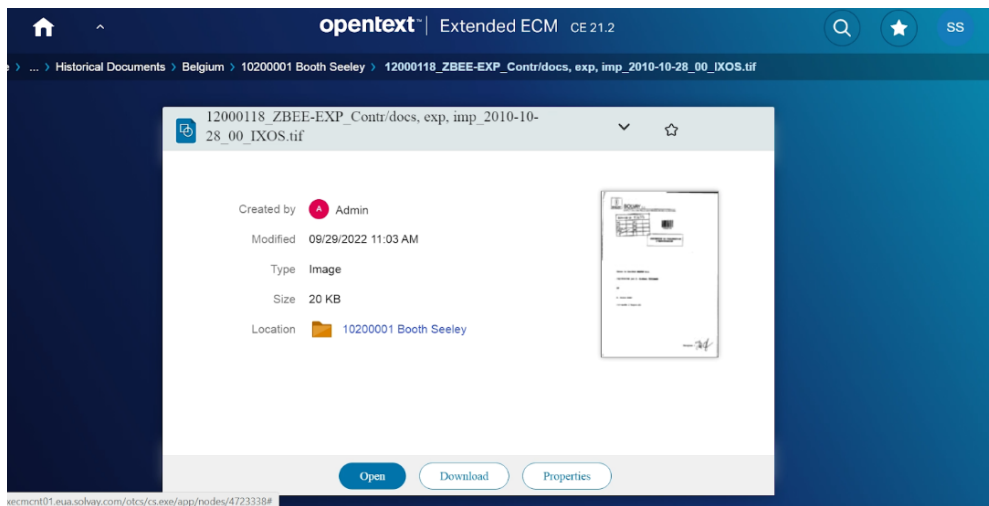 opentext™ | Extended ECM CE 21.2
SS
> ... > Historical Documents > Belgium > 10200001 Booth Seeley > 12000118_ZBEE-EXP_Contr/docs, exp, imp_2010-10-28_00_IXOS.tif
12000118_ZBEE-EXP_Contr/docs, exp, imp_2010-10-
28_00_IXOS.tif
Created by A Admin
Modified 09/29/2022 11:03 AM
Type Image
Size 20 KB
Location 10200001 Booth Seeley
SOLVAY
Open Download Properties
xecmcnt01.eua.solvay.com/otcs/cs.exe/app/nodes/4723338#